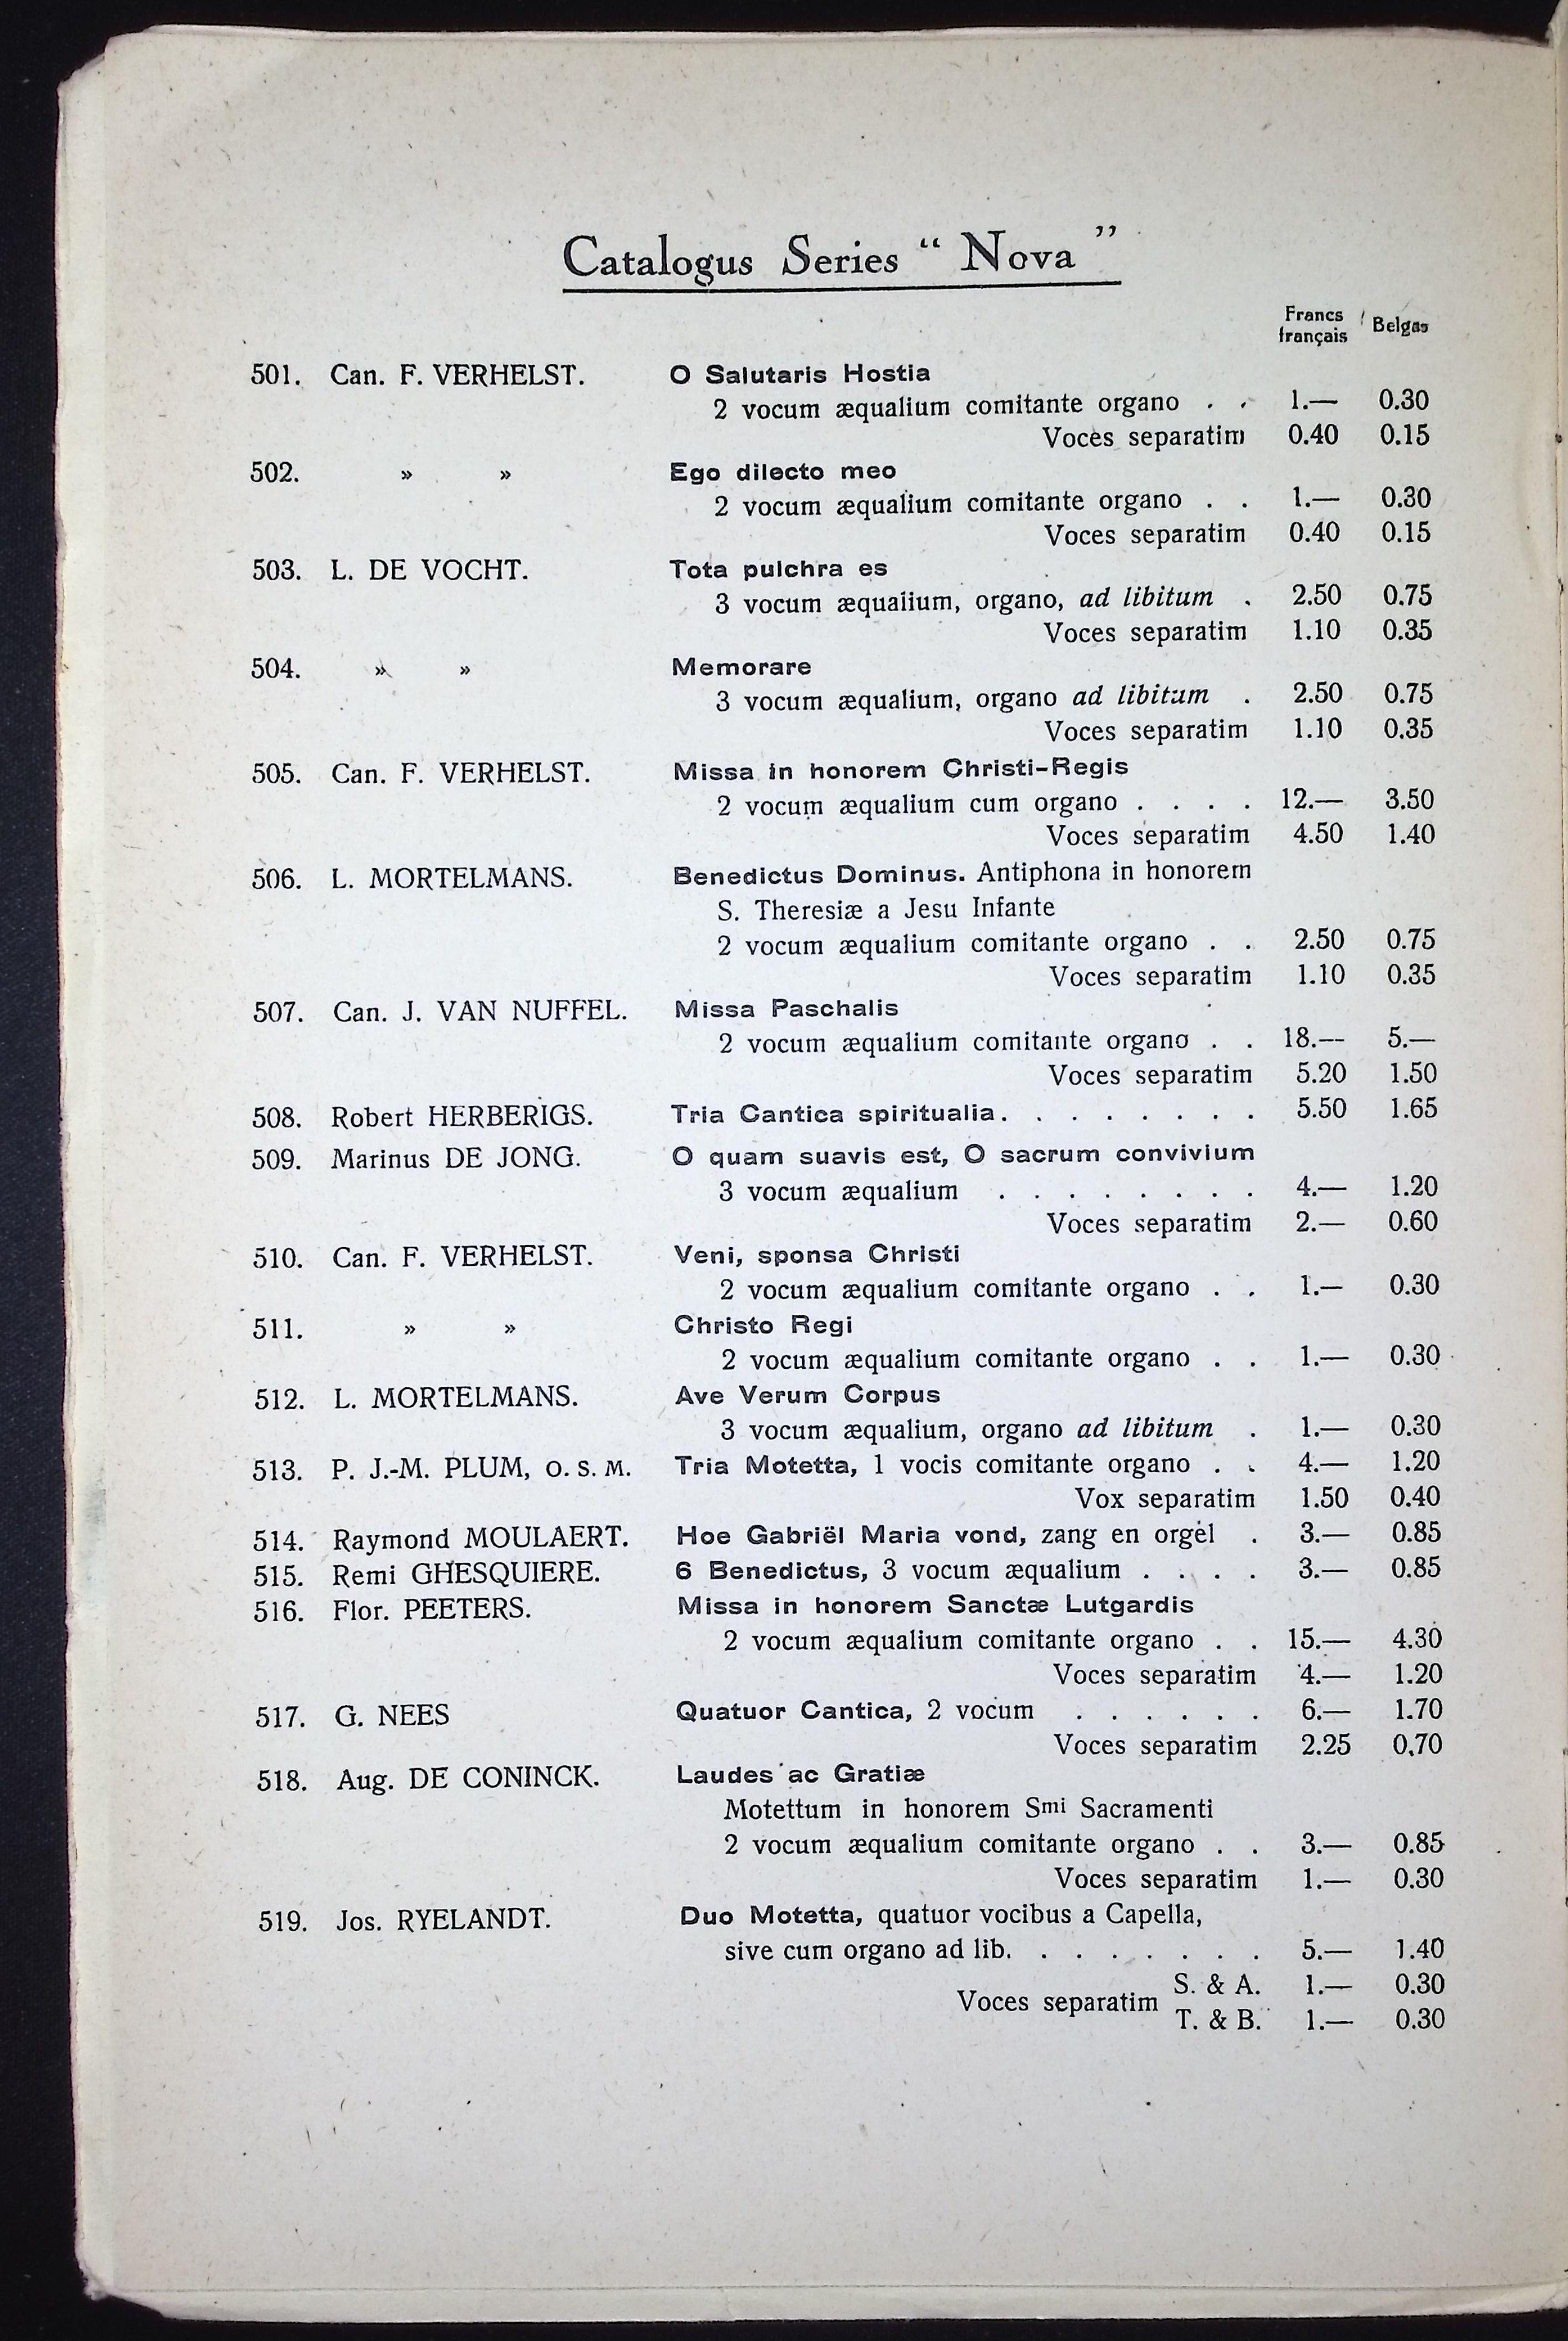 Catalogus Series “ Nova ”
Francs français Belgas
501. Can. F. VERHELST. O Salutaris Hostia
2 vocum æqualium comitante organo . . 1.— 0.30
Voces separatim 0.40 0.15
502. » » Ego dilecto meo
2 vocum æqualium comitante organo . . 1.— 0.30
Voces separatim 0.40 0.15
503. L. DE VOCHT. Tota pulchra es
3 vocum æqualium, organo, ad libitum . 2.50 0.75
Voces separatim 1.10 0.35
504. » » Memorare
3 vocum æqualium, organo ad libitum . 2.50 0.75
Voces separatim 1.10 0.35
505. Can. F. VERHELST. Missa in honorem Christi-Regis
2 vocum æqualium cum organo . . . . 12.— 3.50
Voces separatim 4.50 1.40
506. L. MORTELMANS. Benedictus Dominus. Antiphona in honorem
S. Theresiæ a Jesu Infante
2 vocum æqualium comitante organo . . 2.50 0.75
Voces separatim 1.10 0.35
507. Can. J. VAN NUFFEL. Missa Paschalis
2 vocum æqualium comitante organo . . 18.— 5.—
Voces separatim 5.20 1.50
508. Robert HERBERIGS. Tria Cantica spiritualia. . . . . . . . 5.50 1.65
509. Marinus DE JONG. O quam suavis est, O sacrum convivium
3 vocum æqualium . . . . . . . 4.— 1.20
Voces separatim 2.— 0.60
510. Can. F. VERHELST. Veni, sponsa Christi
2 vocum æqualium comitante organo . . 1.— 0.30
511. » » Christo Regi
2 vocum æqualium comitante organo . . 1.— 0.30
512. L. MORTELMANS. Ave Verum Corpus
3 vocum æqualium, organo ad libitum . 1.— 0.30
513. P. J.-M. PLUM, O. S. M. Tria Motetta, 1 vocis comitante organo . . 4.— 1.20
Vox separatim 1.50 0.40
514. Raymond MOULAERT. Hoe Gabriël Maria vond, zang en orgel . 3.— 0.85
515. Remi GHESQUIERE. 6 Benedictus, 3 vocum æqualium . . . . 3.— 0.85
516. Flor. PEETERS. Missa in honorem Sanctæ Lutgardis
2 vocum æqualium comitante organo . . 15.— 4.30
Voces separatim 4.— 1.20
517. G. NEES Quatuor Cantica, 2 vocum . . . . . . 6.— 1.70
Voces separatim 2.25 0,70
518. Aug. DE CONINCK. Laudes ac Gratiæ
Motettum in honorem Smi Sacramenti
2 vocum æqualium comitante organo . . 3.— 0.85
Voces separatim 1.— 0.30
519. Jos. RYELANDT. Duo Motetta, quatuor vocibus a Capella,
sive cum organo ad lib. . . . . . . . 5.— 1.40
Voces separatim S. & A. 1.— 0.30
T. & B. 1.— 0.30